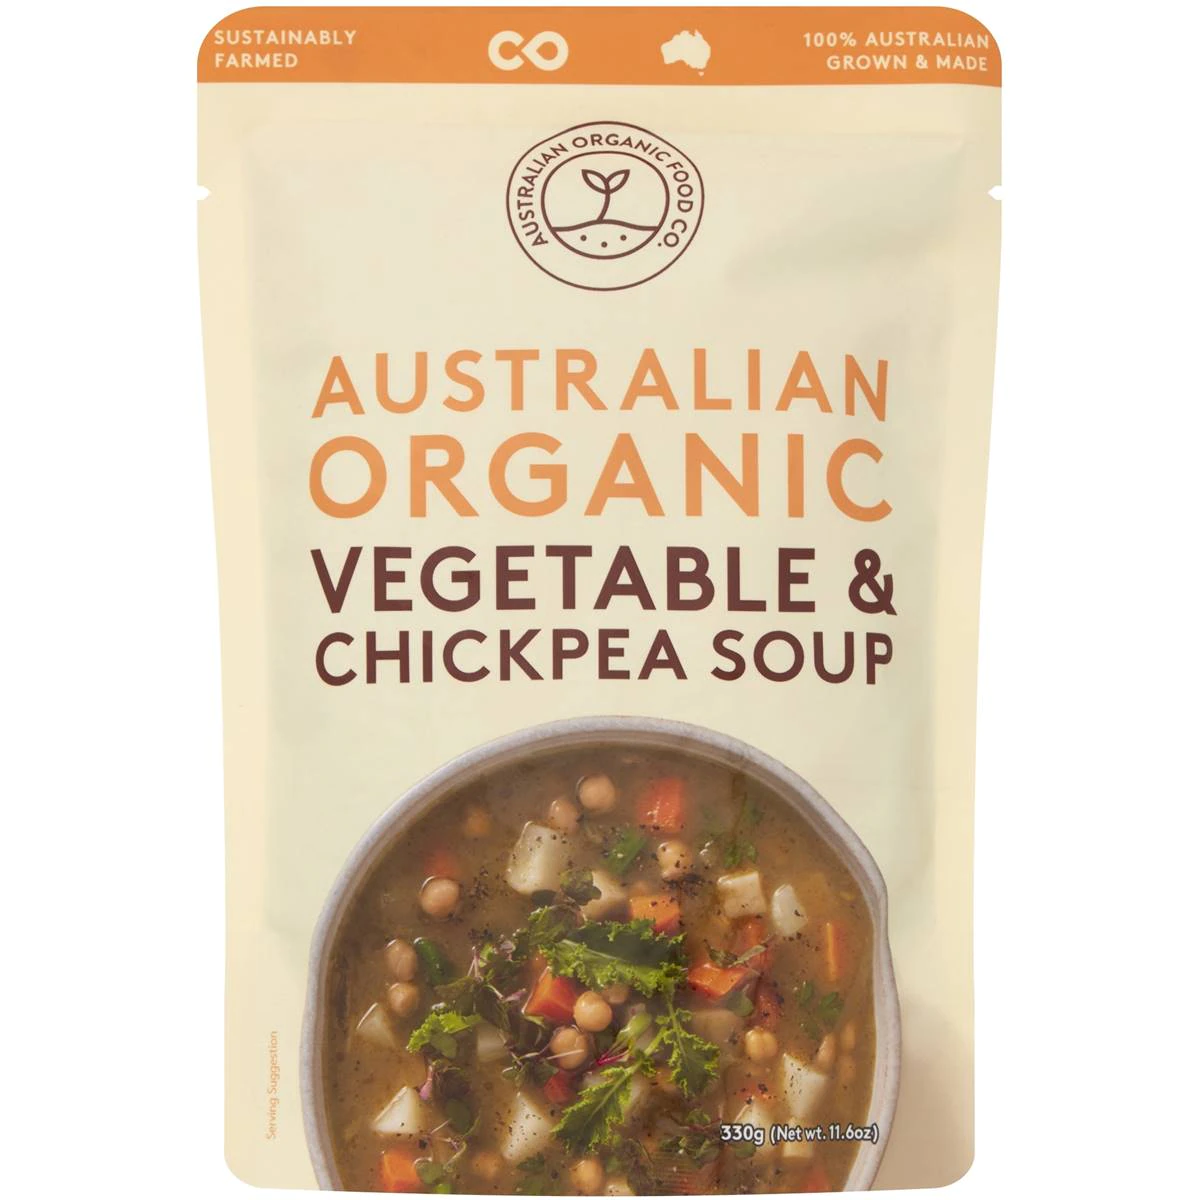 SUSTAINABLY
FARMED
CO
100% AUSTRALIAN
GROWN & MADE
AUSTRALIAN ORGANIC FOOD CO.
AUSTRALIAN
ORGANIC
VEGETABLE &
CHICKPEA SOUP
Serving Suggestion
330g (Net wt. 11.6oz)